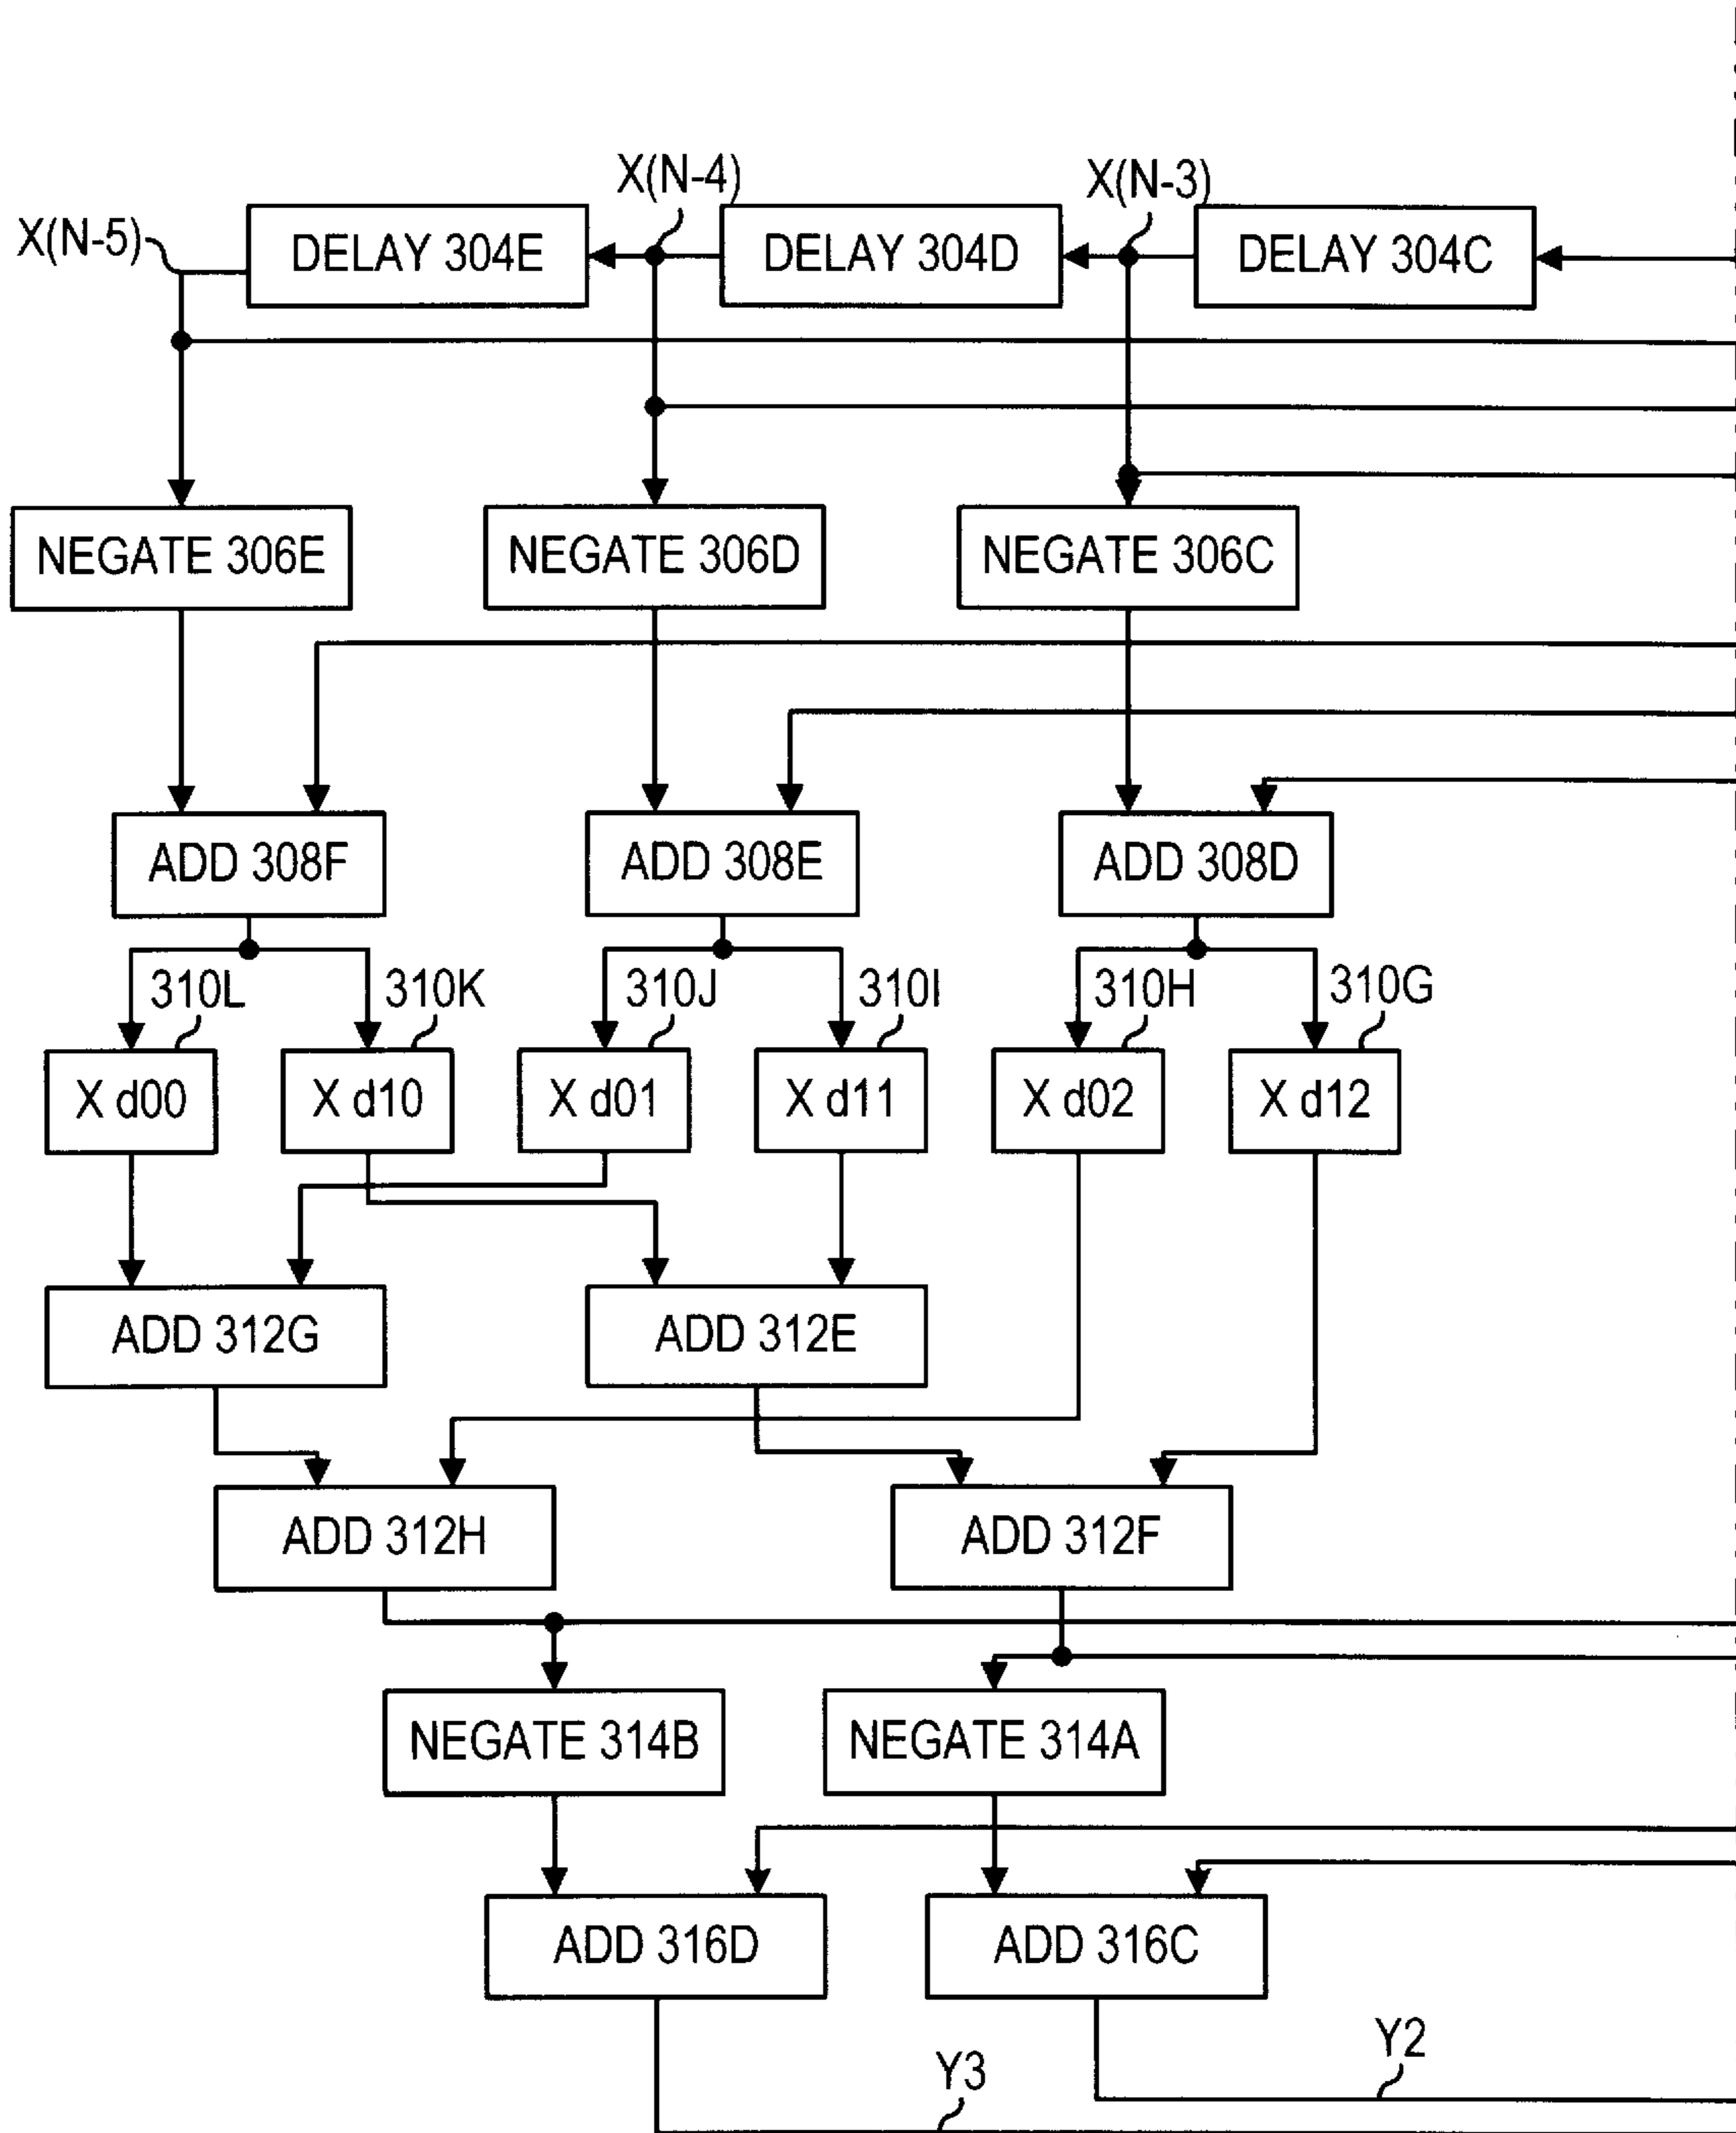 X(N-4)
X(N-3)
X(N-5)
DELAY 304E
DELAY 304D
DELAY 304C
NEGATE 306E
NEGATE 306D
NEGATE 306C
ADD 308F
ADD 308E
ADD 308D
310L
310K
310J
310I
310H
310G
X d00
X d10
X d01
X d11
X d02
X d12
ADD 312G
ADD 312E
ADD 312H
ADD 312F
NEGATE 314B
NEGATE 314A
ADD 316D
ADD 316C
Y3
Y2